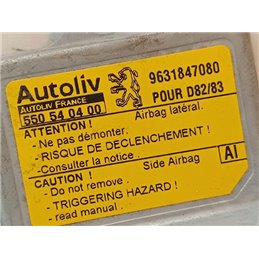 Autoliv
AUTOLIV FRANCE
550 54 04 00
9631847080
POUR D82/83
ATTENTION !
Airbag latéral.
- Ne pas démonter.
- RISQUE DE DECLENCHEMENT !
- Consulter la notice .
CAUTION !
Side Airbag
- Do not remove .
- TRIGGERING HAZARD !
- read manual .
AI